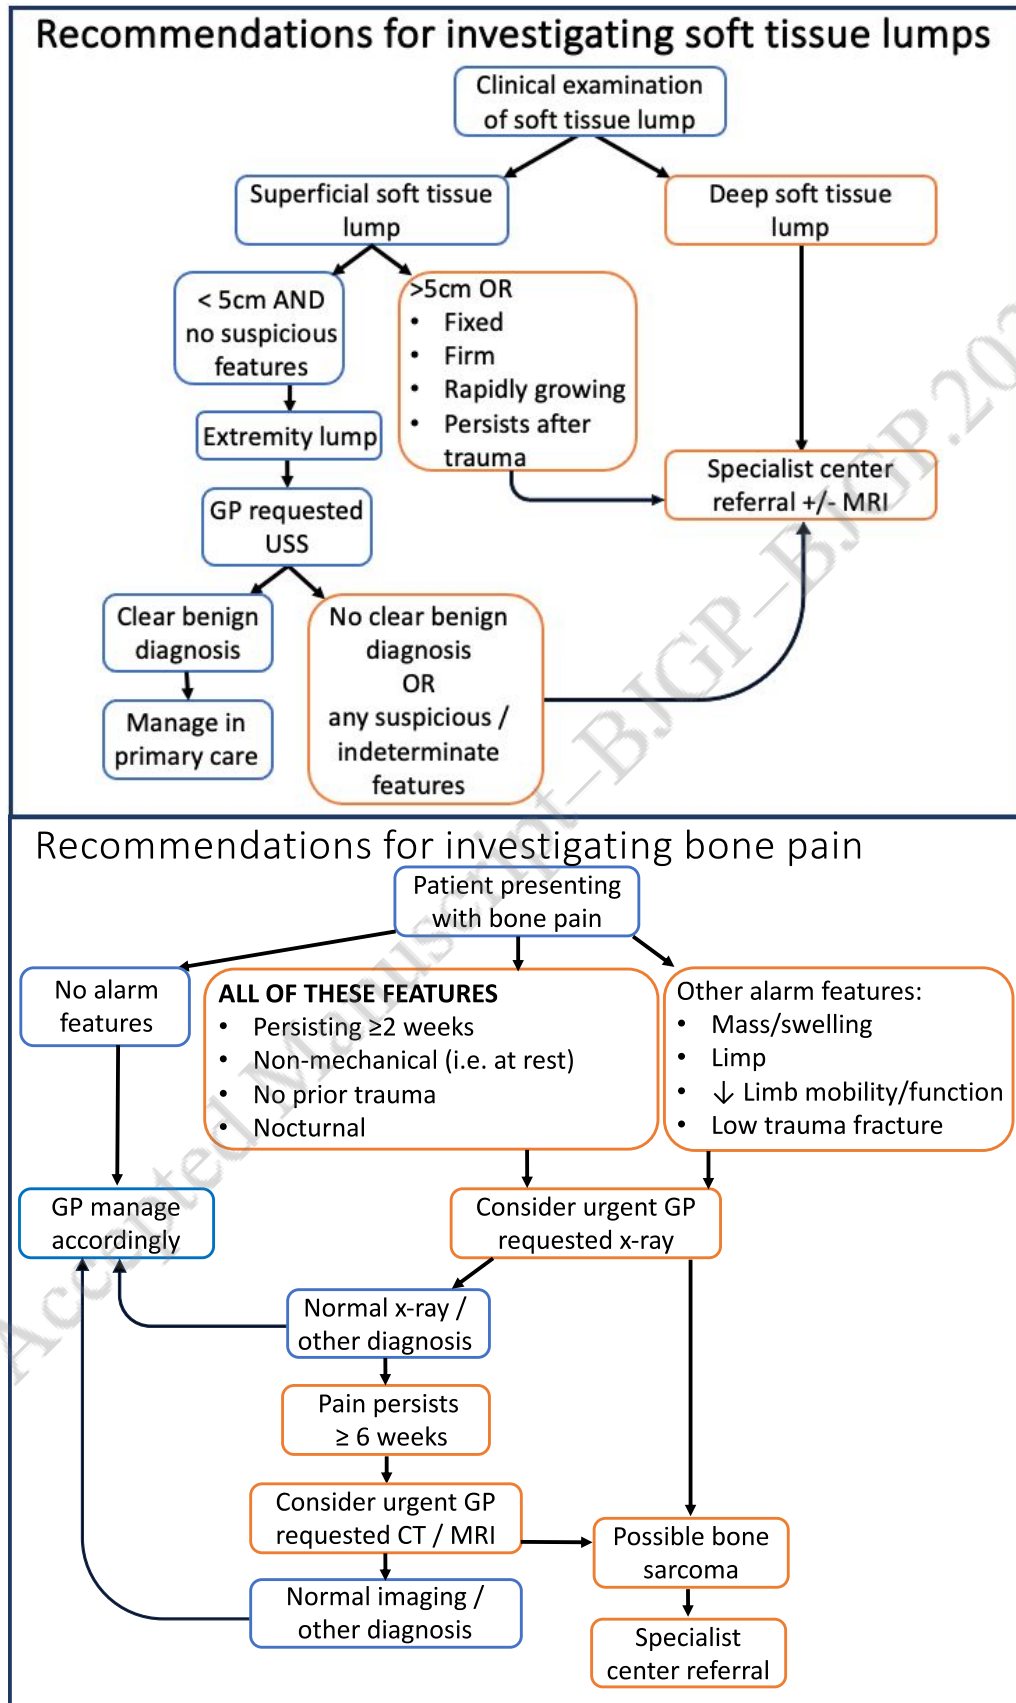 Recommendations for investigating soft tissue lumps
Clinical examination
of soft tissue lump
Superficial soft tissue
lump
Deep soft tissue
lump
< 5cm AND
no suspicious
features
>5cm OR
• Fixed
• Firm
• Rapidly growing
• Persists after
trauma
Extremity lump
Specialist center
referral +/- MRI
GP requested
USS
Clear benign
diagnosis
No clear benign
diagnosis
OR
any suspicious /
indeterminate
features
Manage in
primary care
Recommendations for investigating bone pain
Patient presenting
with bone pain
No alarm
features
ALL OF THESE FEATURES
• Persisting ≥2 weeks
• Non-mechanical (i.e. at rest)
• No prior trauma
• Nocturnal
Other alarm features:
• Mass/swelling
• Limp
• ↓ Limb mobility/function
• Low trauma fracture
GP manage
accordingly
Consider urgent GP
requested x-ray
Normal x-ray /
other diagnosis
Pain persists
≥ 6 weeks
Consider urgent GP
requested CT / MRI
Possible bone
sarcoma
Normal imaging /
other diagnosis
Specialist
center referral
Accepted Manuscript–BJGP–BJGP.20